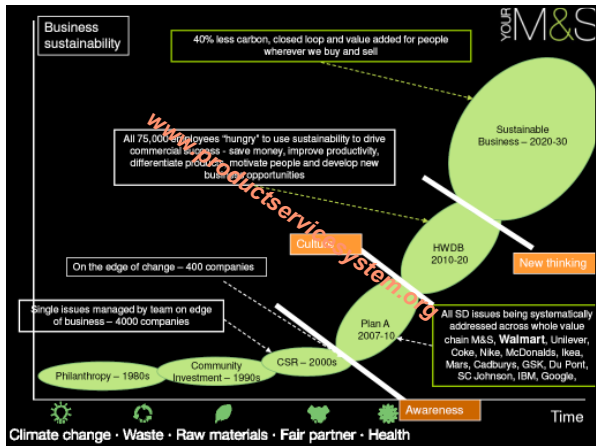 Business
sustainability
YOUR
M&S
40% less carbon, closed loop and value added for people
wherever we buy and sell
Sustainable
Business – 2020-30
All 75,000 employees "hungry" to use sustainability to drive
commercial success - save money, improve productivity,
differentiate products, motivate people and develop new
business opportunities
www.productservicesystem.org
Culture
HWDB
2010-20
New thinking
On the edge of change – 400 companies
Single issues managed by team on edge
of business – 4000 companies
Plan A
2007-10
All SD issues being systematically
addressed across whole value
chain M&S, Walmart, Unilever,
Coke, Nike, McDonalds, Ikea,
Mars, Cadburys, GSK, Du Pont,
SC Johnson, IBM, Google,
CSR – 2000s
Community
Investment – 1990s
Philanthropy – 1980s
Awareness
Time
Climate change · Waste · Raw materials · Fair partner · Health